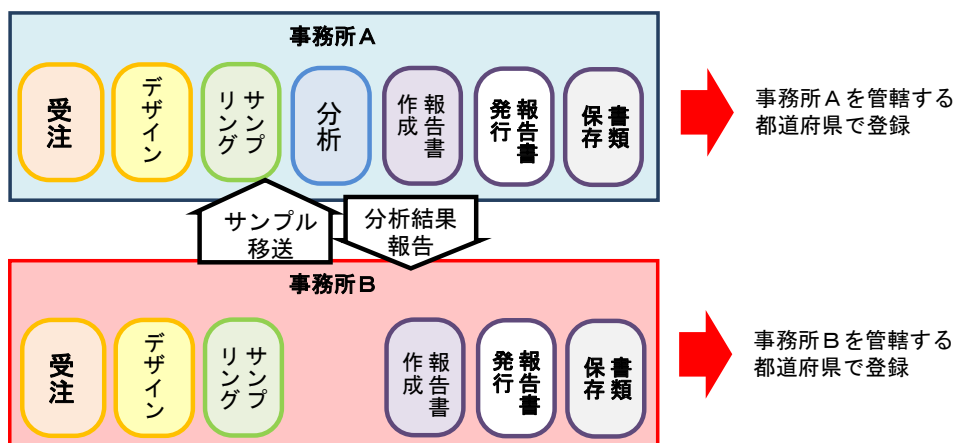 事務所A
受注
デザイン
サンプ
リング
分析
報告書
作成
報告書
発行
書類
保存
事務所Aを管轄する
都道府県で登録
サンプル
移送
分析結果
報告
事務所B
受注
デザイン
サンプ
リング
報告書
作成
報告書
発行
書類
保存
事務所Bを管轄する
都道府県で登録